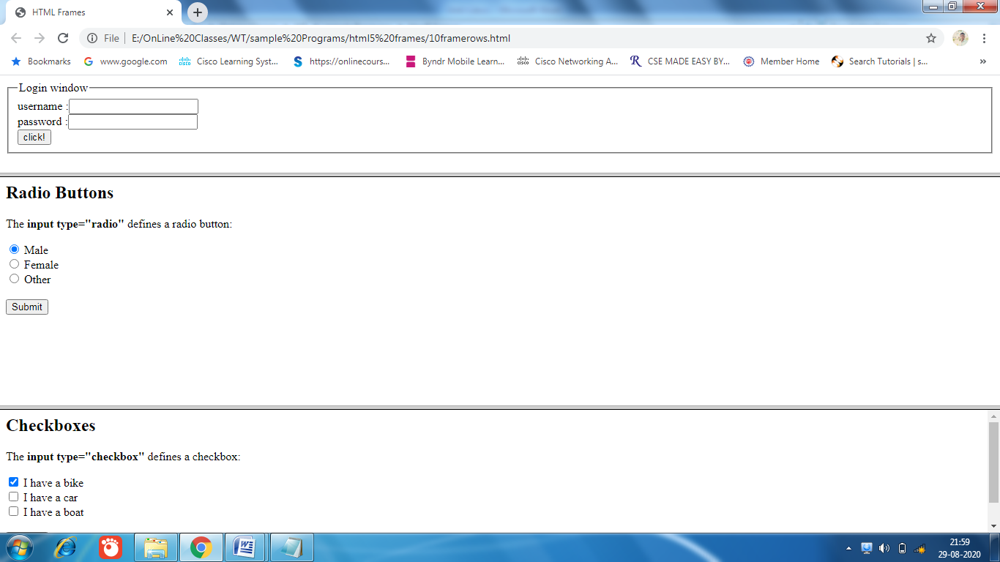 HTML Frames
File E:/OnLine%20Classes/WT/sample%20Programs/html5%20frames/10framerows.html
Bookmarks www.google.com Cisco Learning Syst... https://onlinecours... Byndr Mobile Learn... Cisco Networking A... CSE MADE EASY BY... Member Home Search Tutorials | s... »
Login window
username :
password :
click!
Radio Buttons
The input type="radio" defines a radio button:
Male
Female
Other
Submit
Checkboxes
The input type="checkbox" defines a checkbox:
I have a bike
I have a car
I have a boat
21:59
29-08-2020